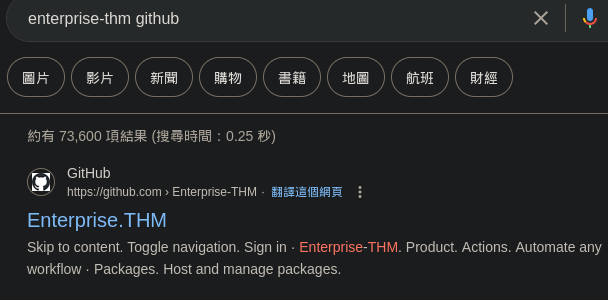 enterprise-thm github
圖片 影片 新聞 購物 書籍 地圖 航班 財經
約有 73,600 項結果 (搜尋時間：0.25 秒)
GitHub
https://github.com › Enterprise-THM · 翻譯這個網頁
Enterprise.THM
Skip to content. Toggle navigation. Sign in · Enterprise-THM. Product. Actions. Automate any
workflow · Packages. Host and manage packages.